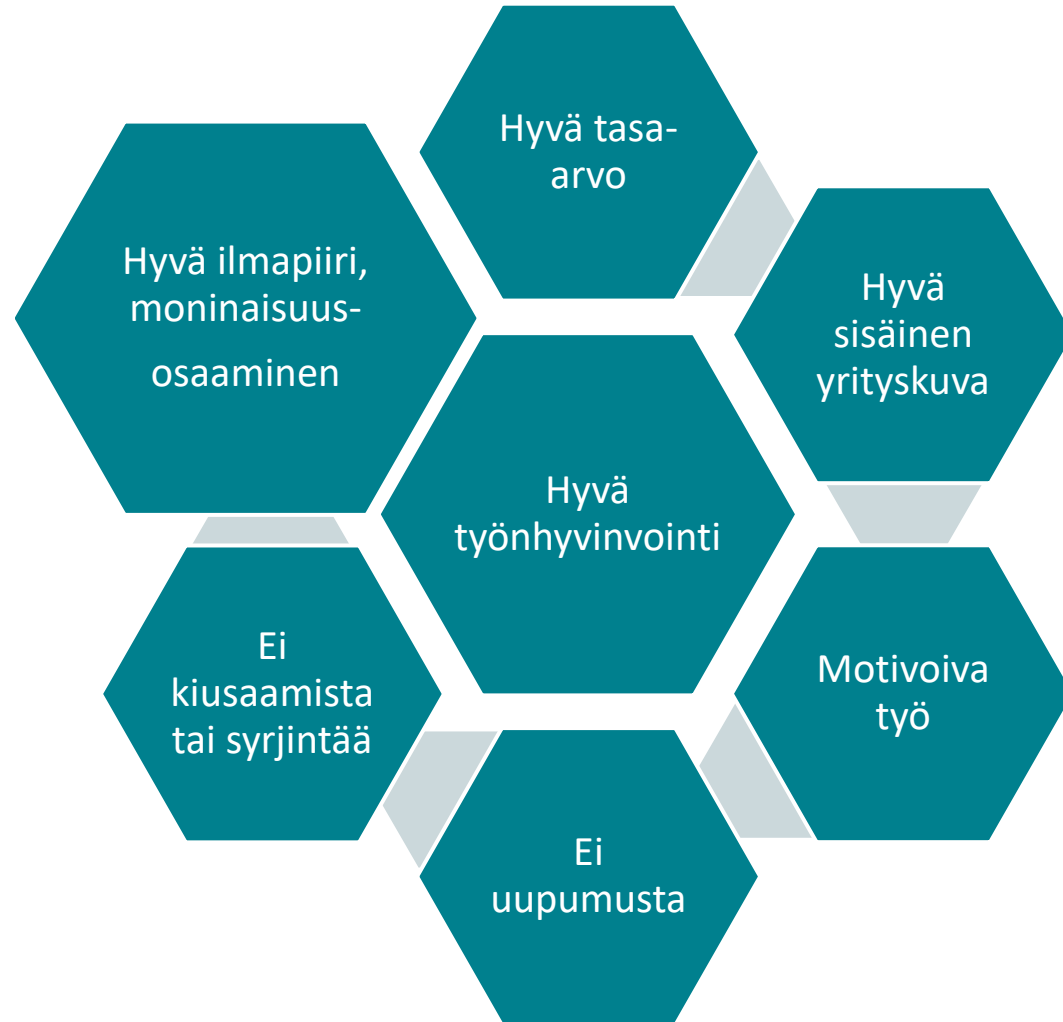 Hyvä tasa-
arvo
Hyvä ilmapiiri,
moninaisuus-
osaaminen
Hyvä
sisäinen
yrityskuva
Hyvä
työnhyvinvointi
Ei
kiusaamista
tai syrjintää
Motivoiva
työ
Ei
uupumusta